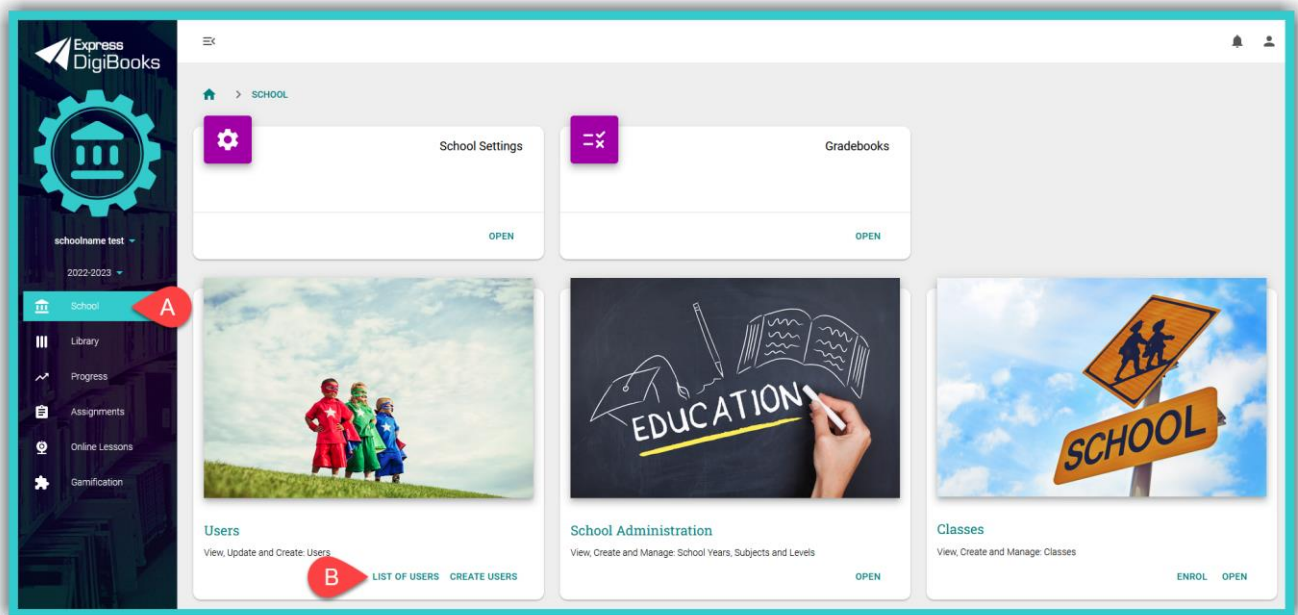 Express
DigiBooks
schoolname test
2022-2023
School
A
Library
Progress
Assignments
Online Lessons
Gamification
SCHOOL
School Settings
OPEN
Gradebooks
OPEN
EDUCATION
SCHOOL
Users
View, Update and Create: Users
B
LIST OF USERS CREATE USERS
School Administration
View, Create and Manage: School Years, Subjects and Levels
OPEN
Classes
View, Create and Manage: Classes
ENROL OPEN